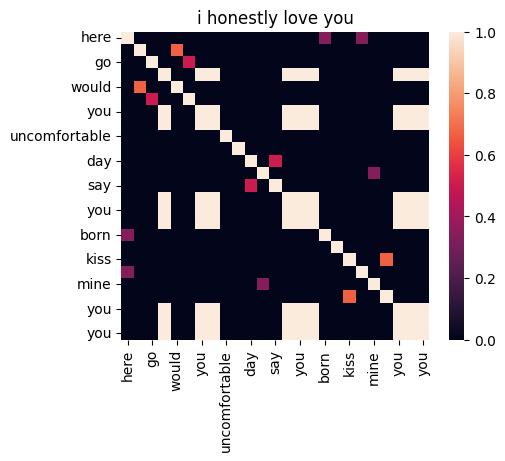 i honestly love you
here
go
would
you
uncomfortable
day
say
you
born
kiss
mine
you
you
1.0
0.8
0.6
0.4
0.2
0.0
here
go
would
you
uncomfortable
day
say
you
born
kiss
mine
you
you